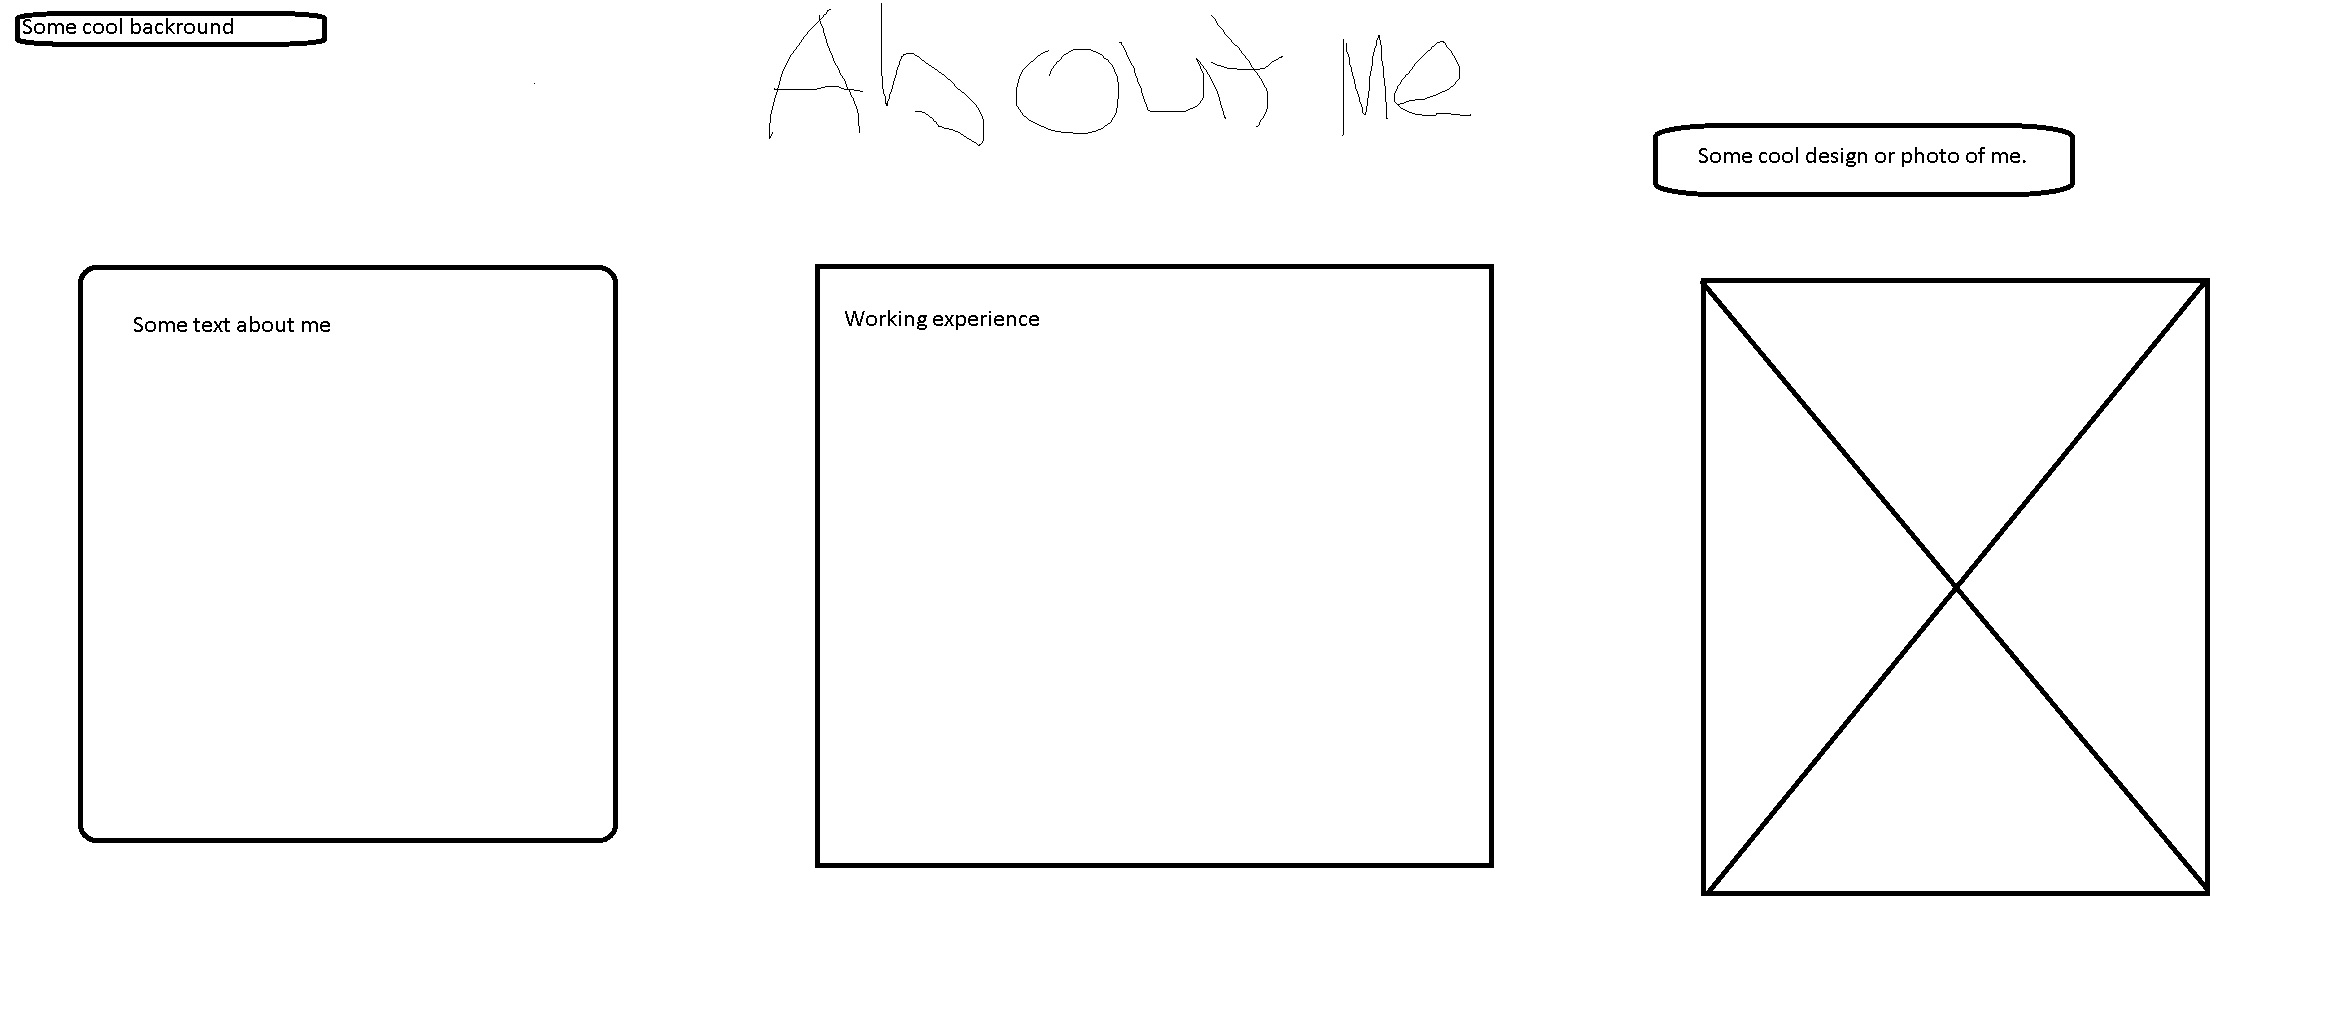 Some cool backround
About Me
Some cool design or photo of me.
Some text about me
Working experience